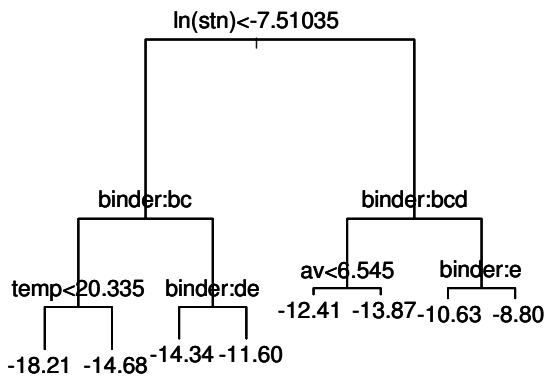 ln(stn)<-7.51035
binder:bc
binder:bcd
temp<20.335
binder:de
av<6.545
binder:e
-18.21
-14.68
-14.34
-11.60
-12.41
-13.87
-10.63
-8.80